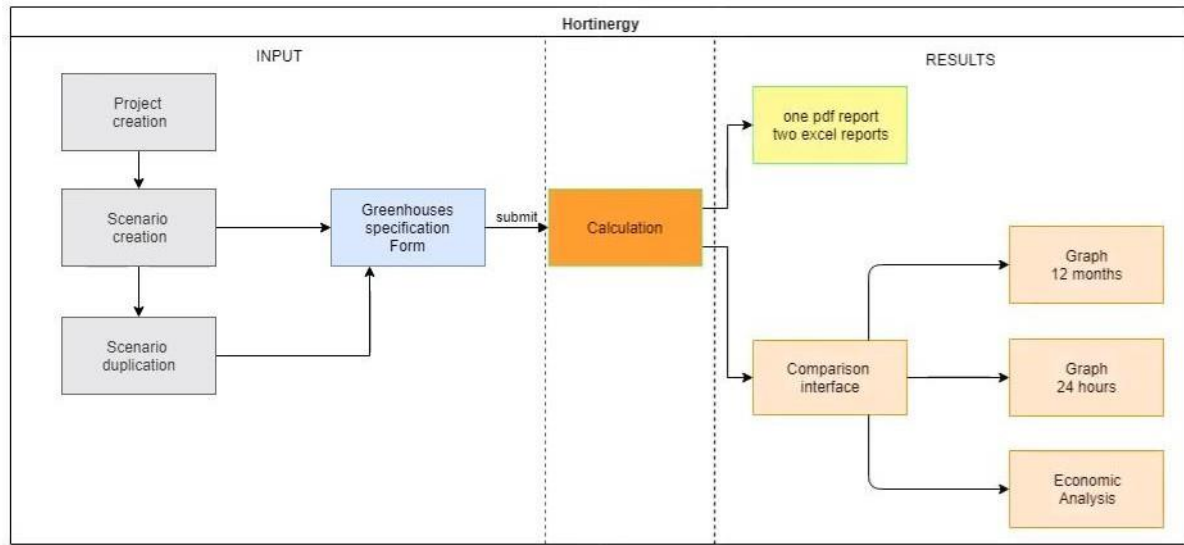 Hortinergy
INPUT
RESULTS
Project
creation
Scenario
creation
Scenario
duplication
Greenhouses
specification
Form
submit
Calculation
one pdf report
two excel reports
Comparison
interface
Graph
12 months
Graph
24 hours
Economic
Analysis